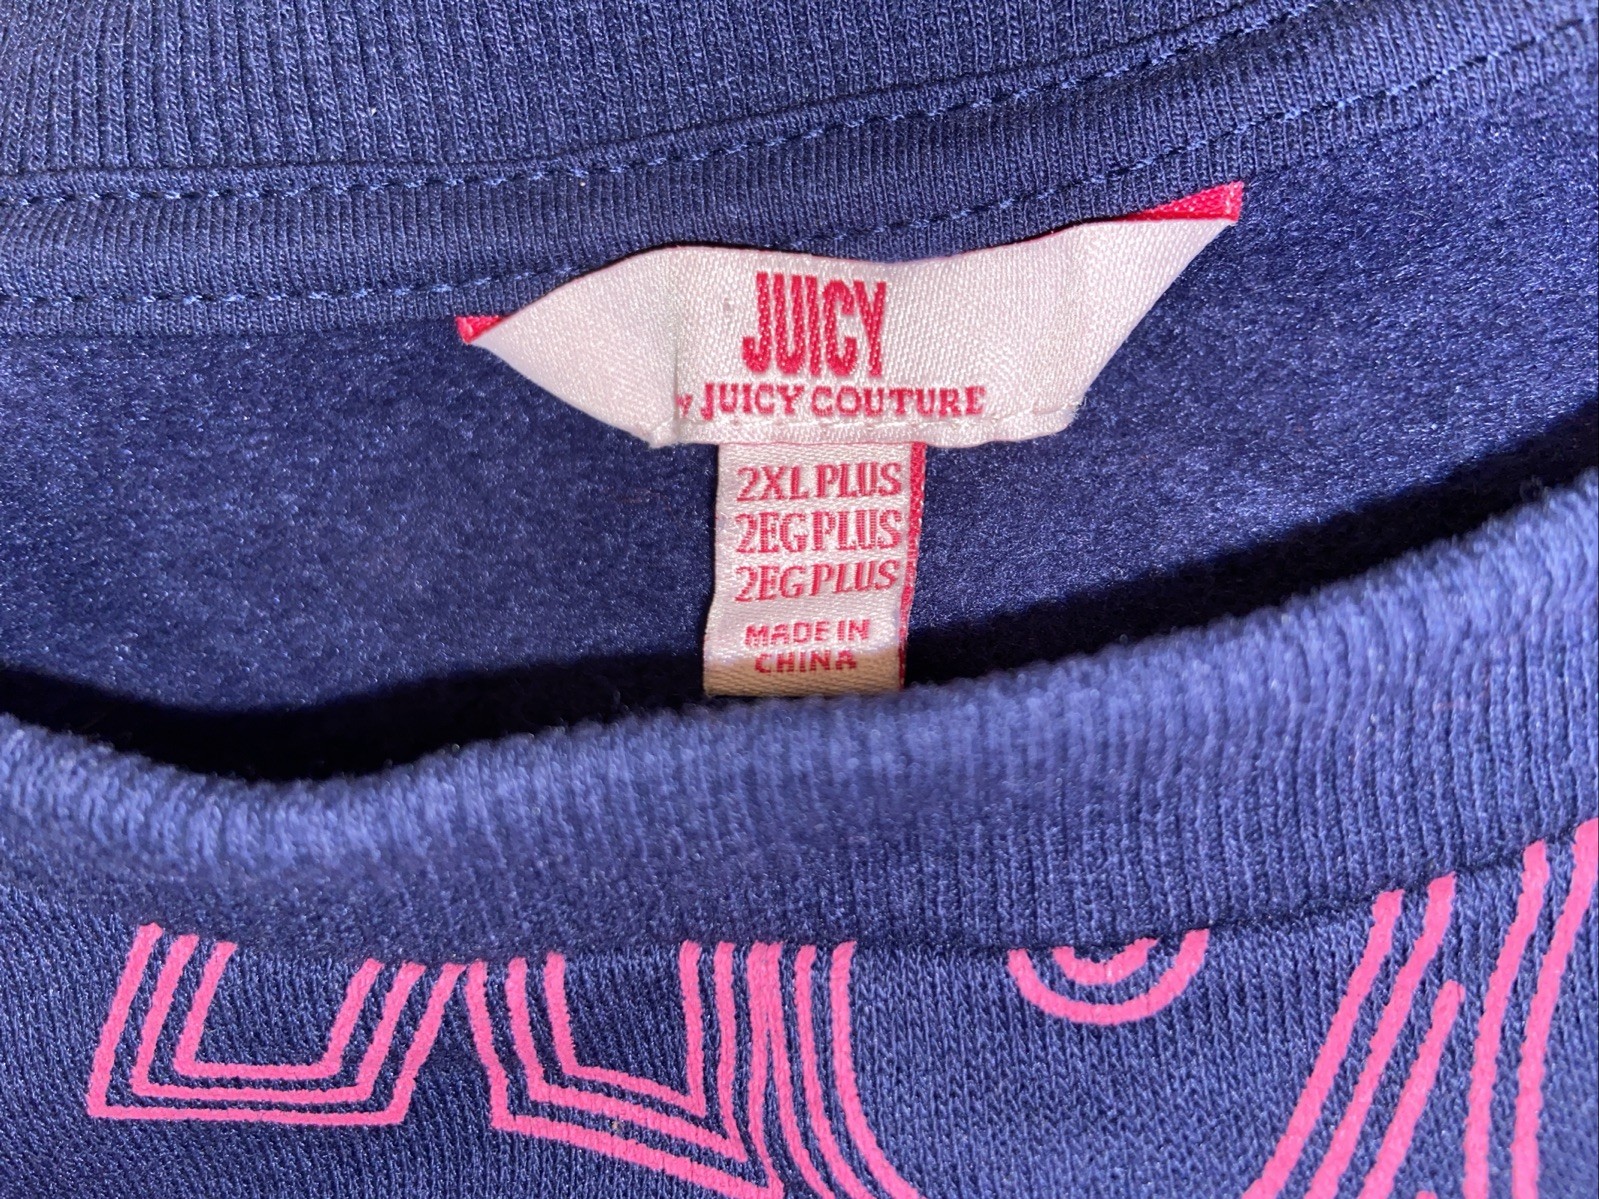 JUICY
BY JUICY COUTURE
2XL PLUS
2EG PLUS
2EG PLUS
MADE IN
CHINA